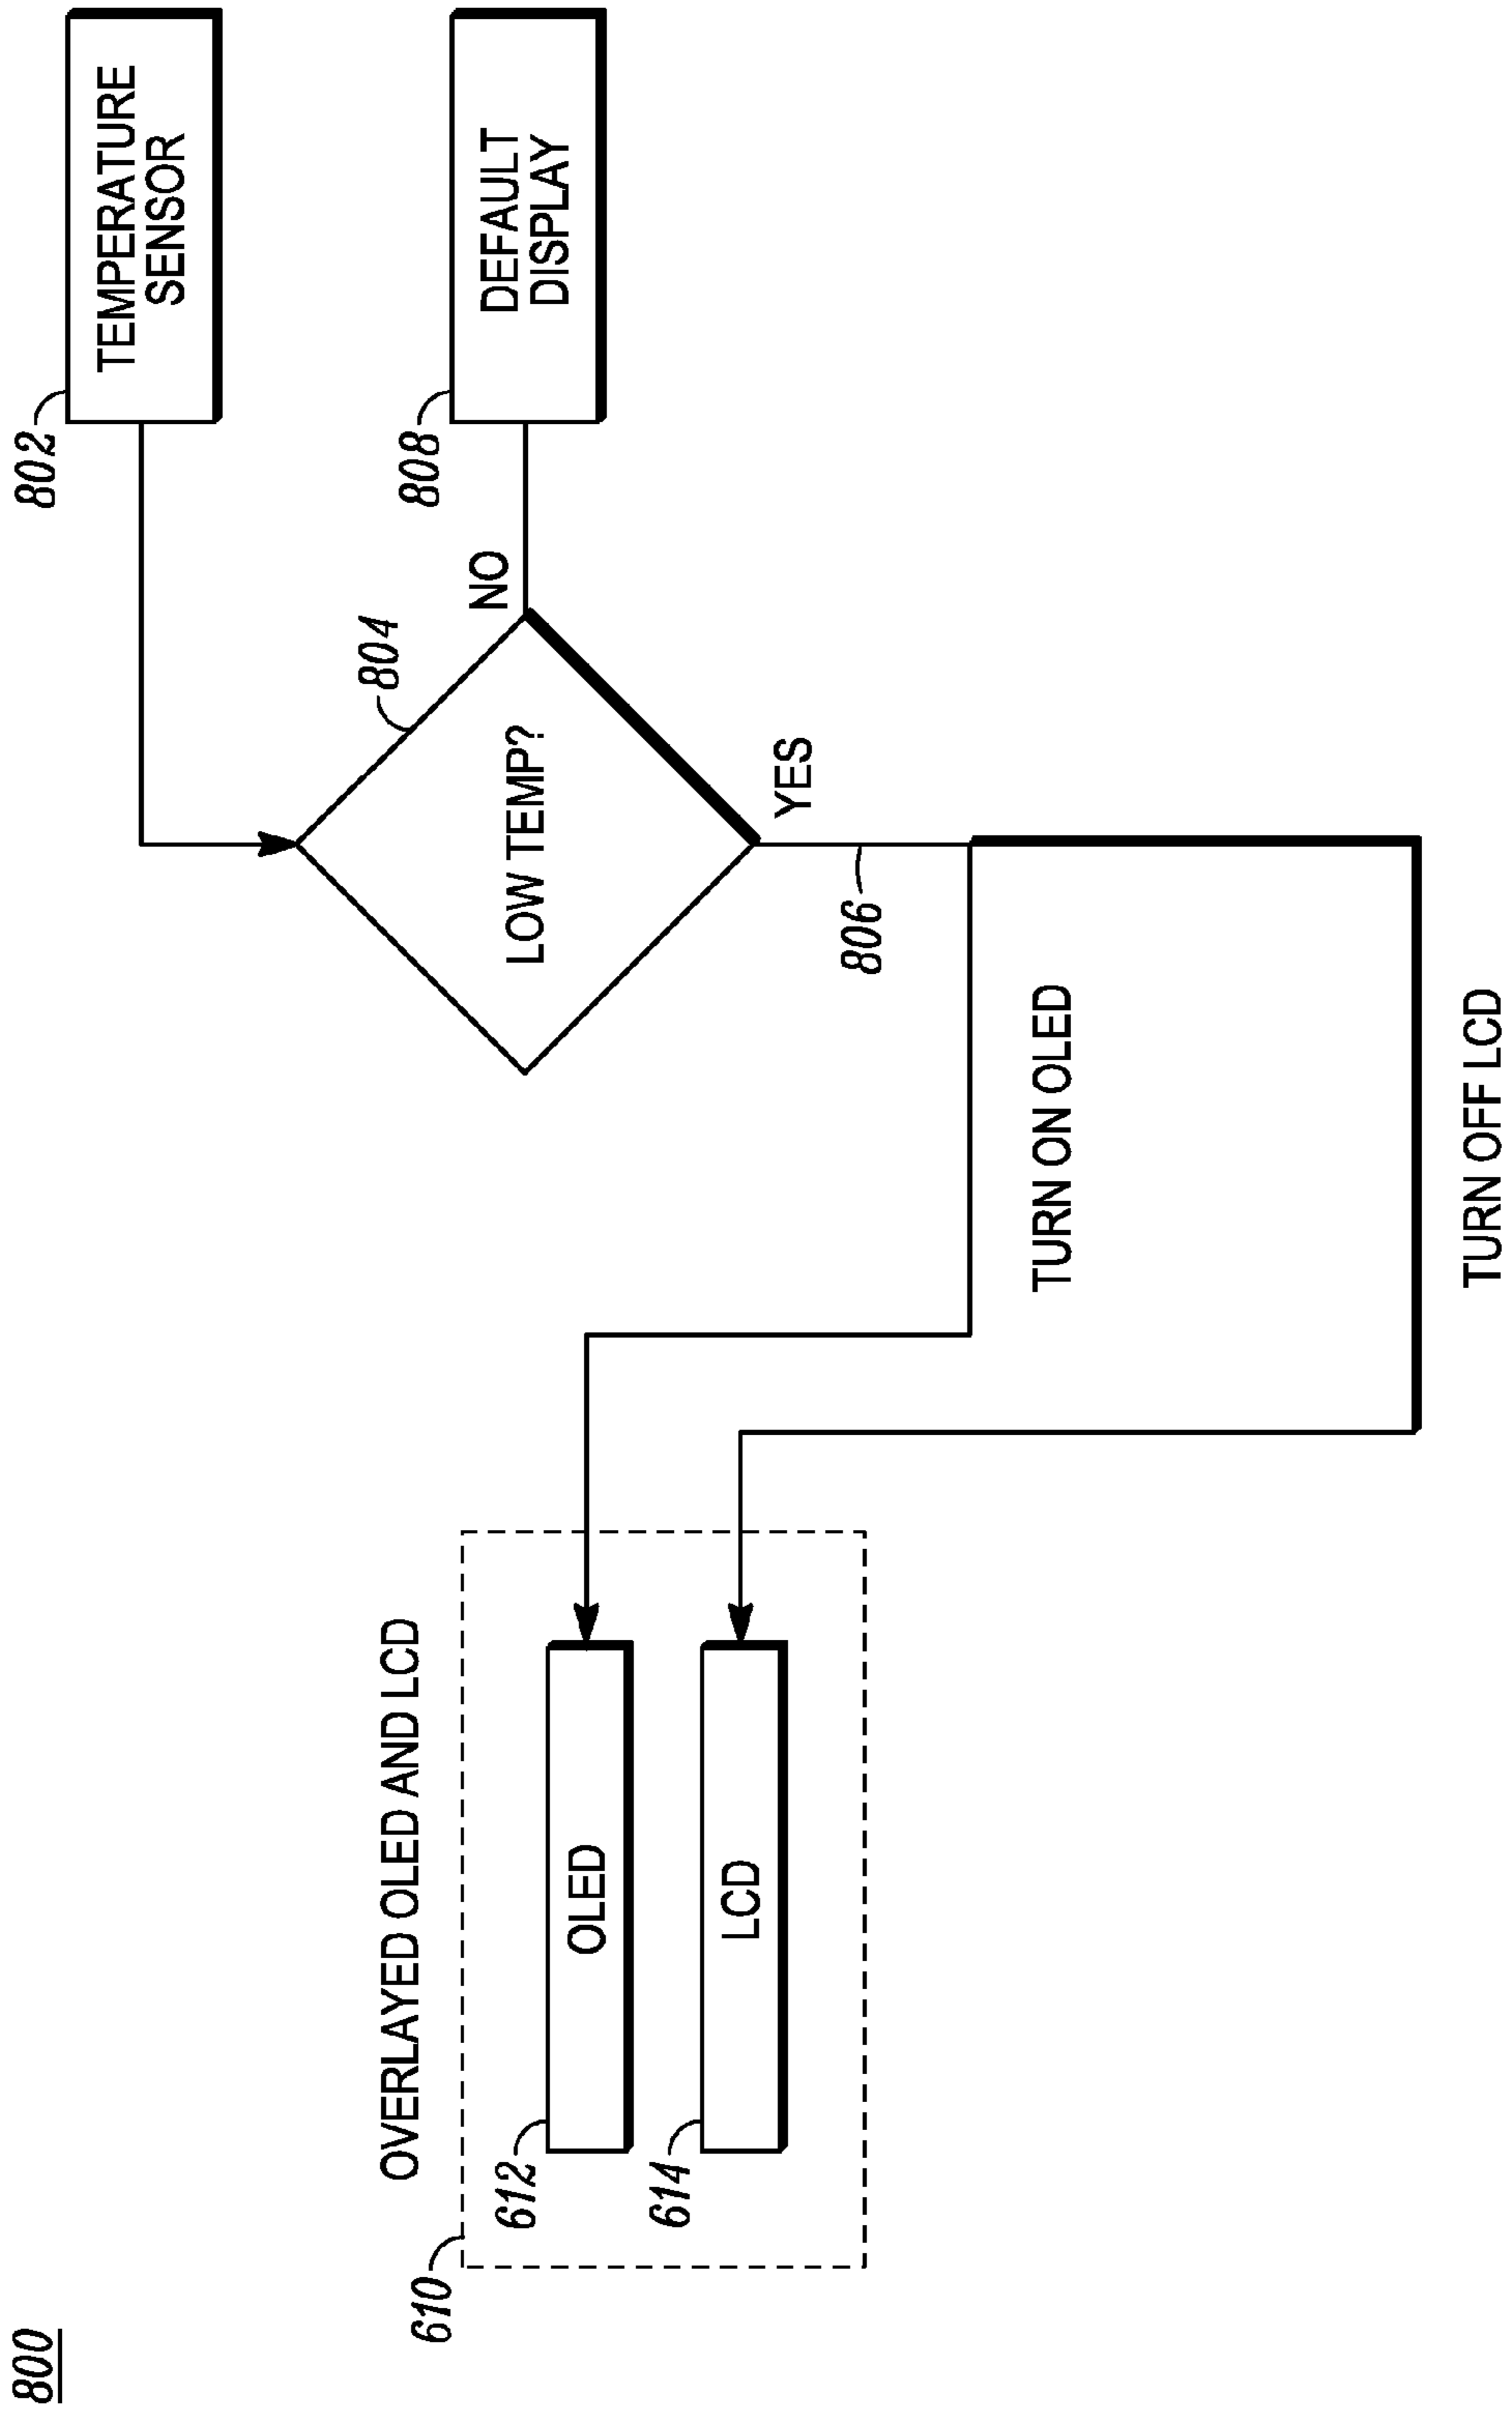 800
OVERLAYED OLED AND LCD
610
612
OLED
614
LCD
802
TEMPERATURE
SENSOR
804
LOW TEMP?
NO
808
DEFAULT
DISPLAY
YES
806
TURN ON OLED
TURN OFF LCD